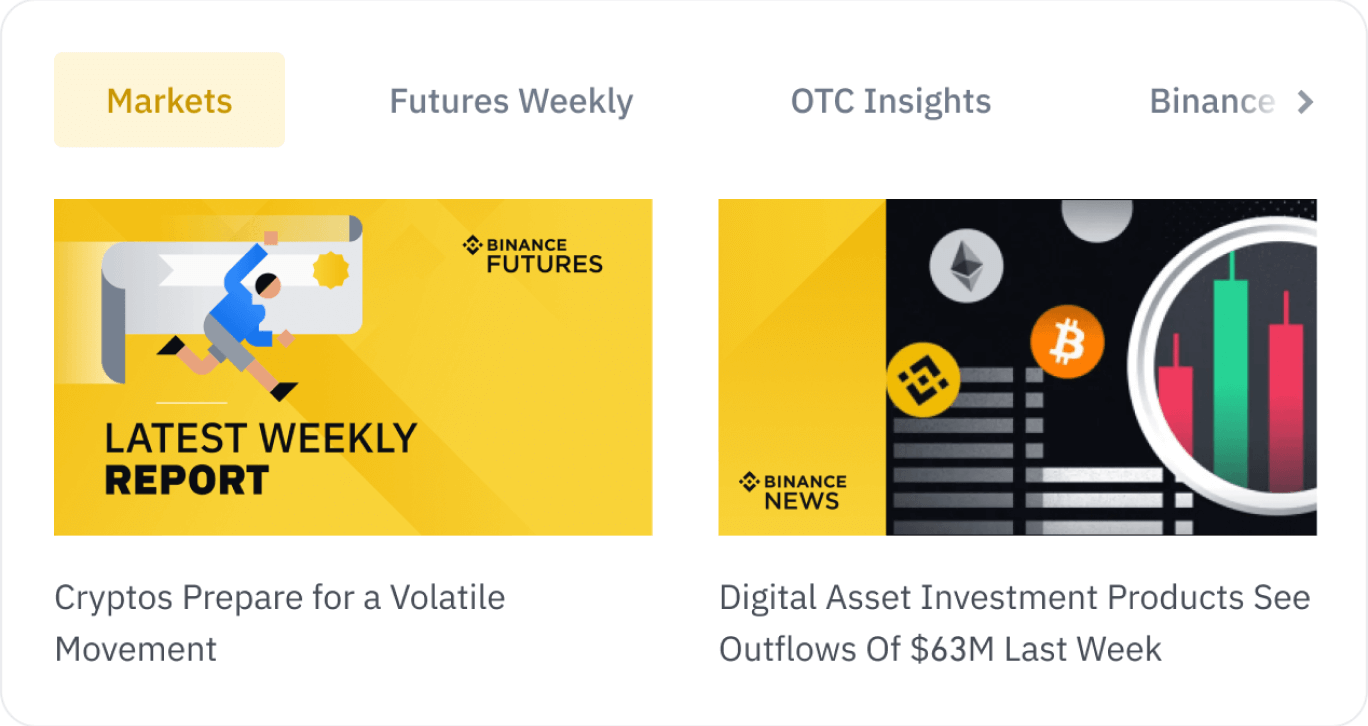 Markets
Futures Weekly
OTC Insights
Binance
BINANCE
FUTURES
LATEST WEEKLY
REPORT
BINANCE
NEWS
Cryptos Prepare for a Volatile
Movement
Digital Asset Investment Products See
Outflows Of $63M Last Week